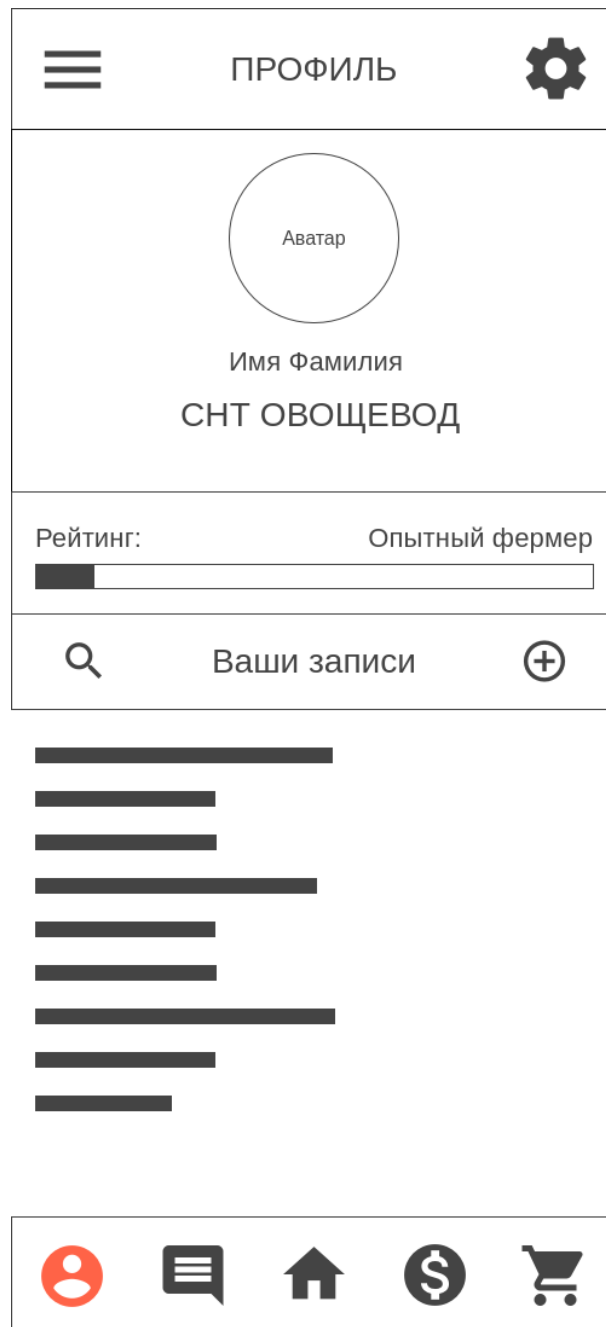 ПРОФИЛЬ
Аватар
Имя Фамилия
СНТ ОВОЩЕВОД
Рейтинг: Опытный фермер
Ваши записи